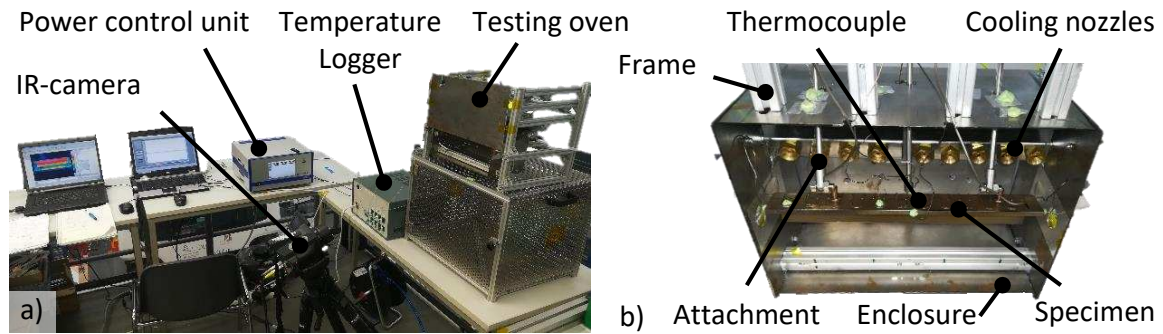 Power control unit
Temperature
Logger
Testing oven
IR-camera
a)
Thermocouple
Cooling nozzles
Frame
b)
Attachment
Enclosure
Specimen